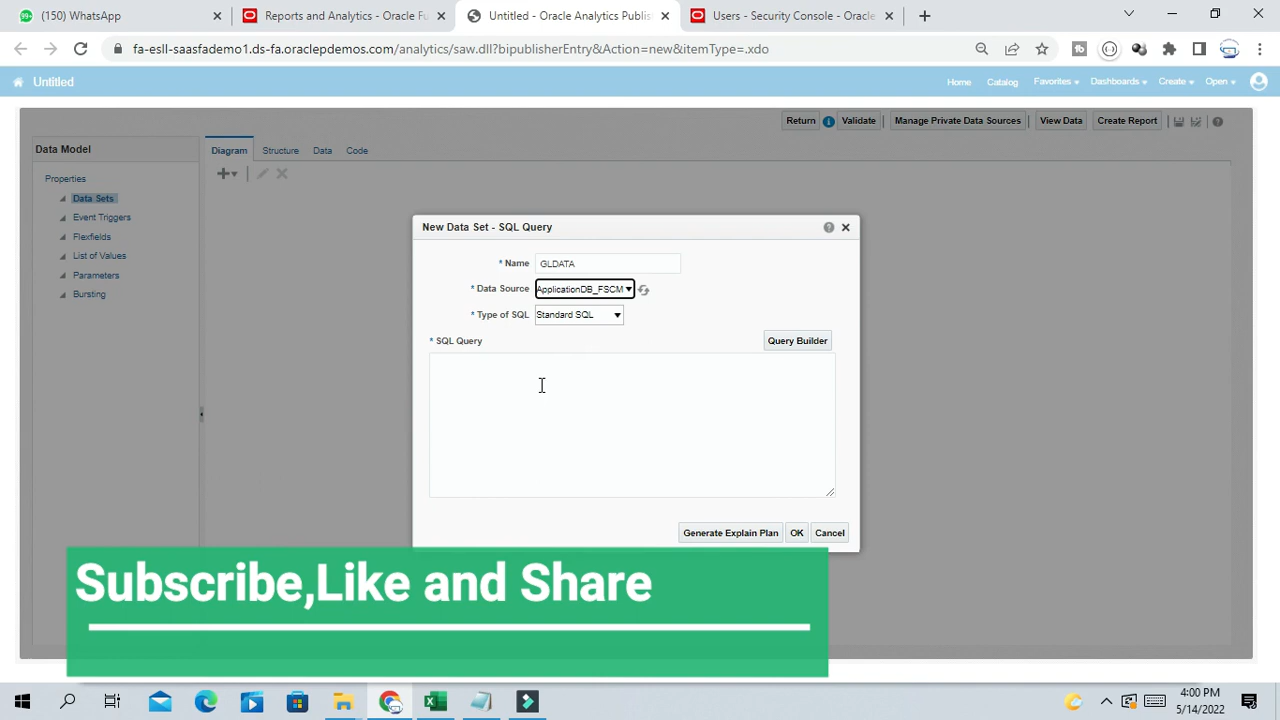 99+
(150) WhatsApp
Reports and Analytics - Oracle Fu
Untitled - Oracle Analytics Publis
Users - Security Console - Oracle
fa-esll-saasfademo1.ds-fa.oraclepdemos.com/analytics/saw.dll?bipublisherEntry&Action=new&itemType=.xdo
Untitled
Home Catalog Favorites Dashboards Create Open
Return Validate Manage Private Data Sources View Data Create Report
Data Model
Diagram Structure Data Code
Properties
Data Sets
Event Triggers
Flexfields
List of Values
Parameters
Bursting
New Data Set - SQL Query
* Name GLDATA
* Data Source ApplicationDB_FSCM
* Type of SQL Standard SQL
* SQL Query Query Builder
Generate Explain Plan OK Cancel
Subscribe,Like and Share
4:00 PM
5/14/2022